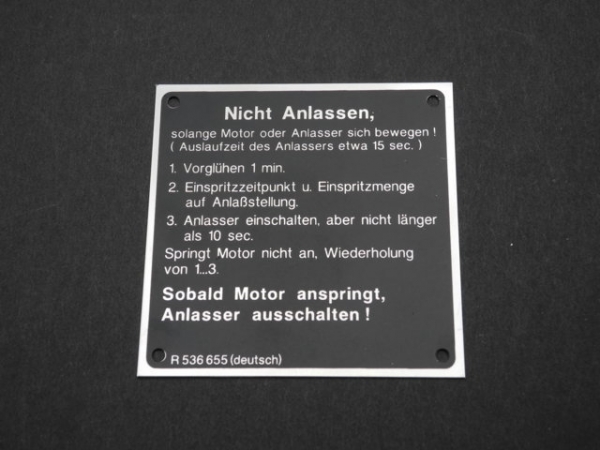 Nicht Anlassen,
solange Motor oder Anlasser sich bewegen !
( Auslaufzeit des Anlassers etwa 15 sec. )
1. Vorglühen 1 min.
2. Einspritzzeitpunkt u. Einspritzmenge
auf Anlaßstellung.
3. Anlasser einschalten, aber nicht länger
als 10 sec.
Springt Motor nicht an, Wiederholung
von 1...3.
Sobald Motor anspringt,
Anlasser ausschalten !
R 536 655 (deutsch)